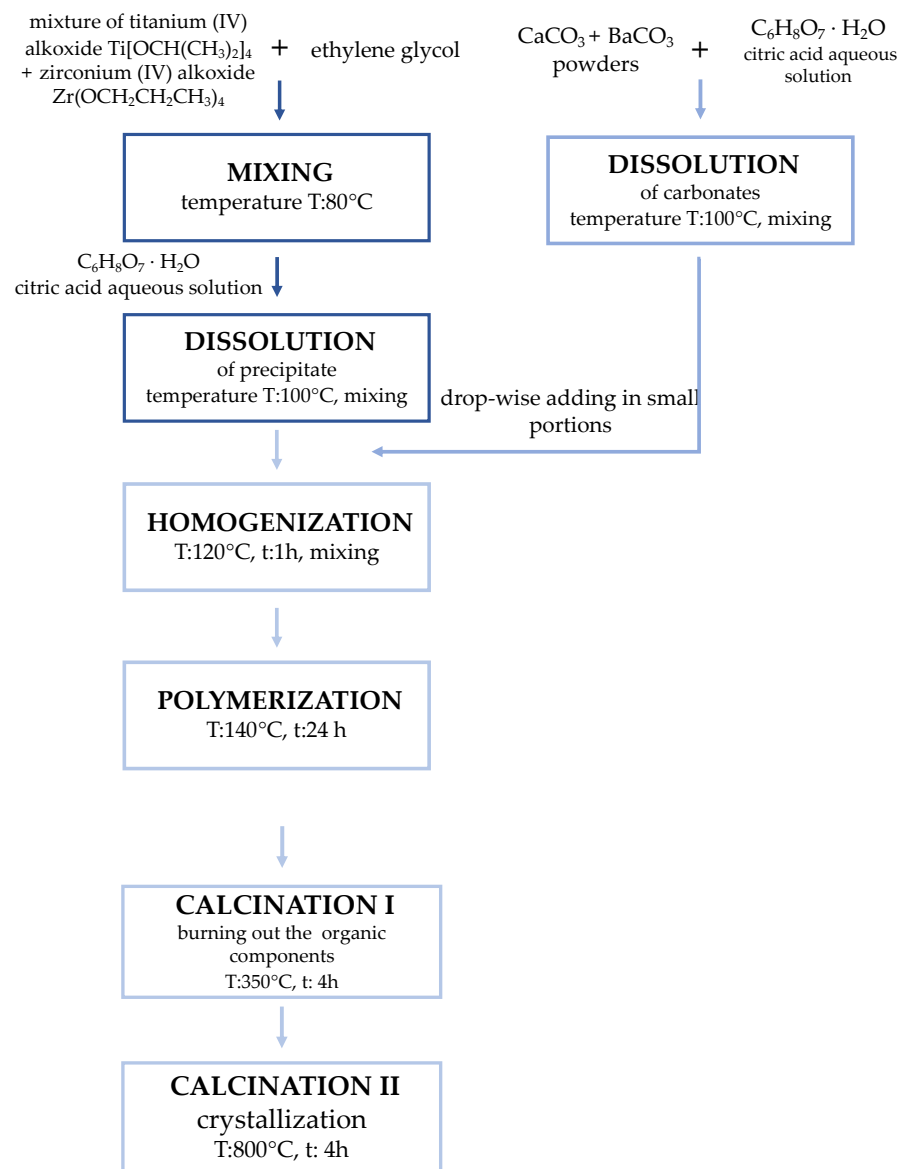 mixture of titanium (IV)
alkoxide Ti[OCH(CH₃)₂]₄
+ zirconium (IV) alkoxide
Zr(OCH₂CH₂CH₃)₄
+
ethylene glycol
CaCO₃ + BaCO₃
powders
+
C₆H₈O₇ · H₂O
citric acid aqueous
solution
MIXING
temperature T:80°C
DISSOLUTION
of carbonates
temperature T:100°C, mixing
C₆H₈O₇ · H₂O
citric acid aqueous solution
DISSOLUTION
of precipitate
temperature T:100°C, mixing
drop-wise adding in small
portions
HOMOGENIZATION
T:120°C, t:1h, mixing
POLYMERIZATION
T:140°C, t:24 h
CALCINATION I
burning out the organic
components
T:350°C, t: 4h
CALCINATION II
crystallization
T:800°C, t: 4h